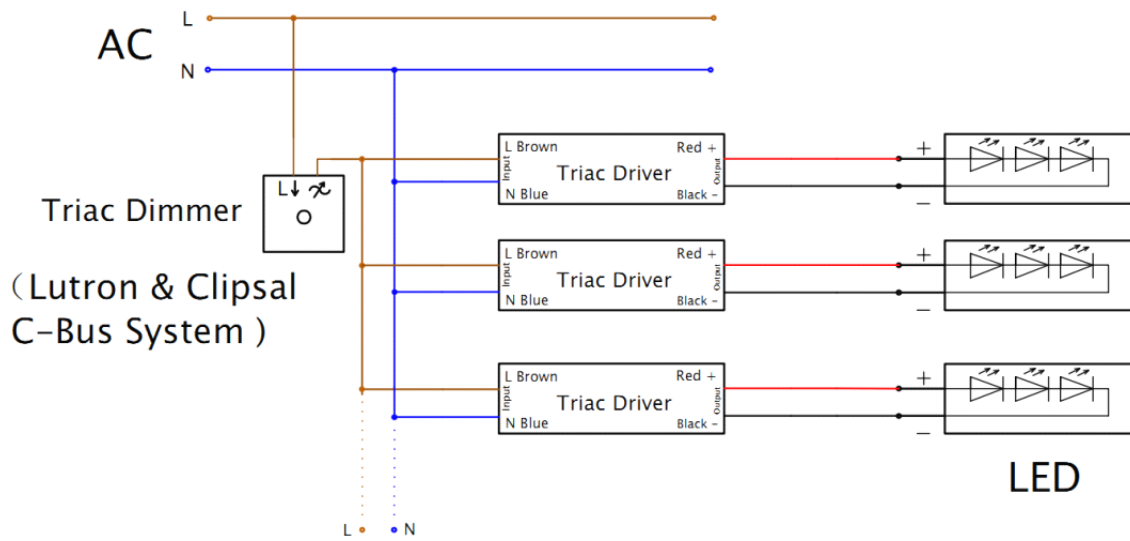 L
AC
N
L Brown
Red +
Input
Triac Driver
Output
N Blue
Black -
+
−
L
Triac Dimmer
（Lutron & Clipsal
C-Bus System )
L Brown
Red +
Input
Triac Driver
Output
N Blue
Black -
+
−
L Brown
Red +
Input
Triac Driver
Output
N Blue
Black -
+
−
LED
L
N